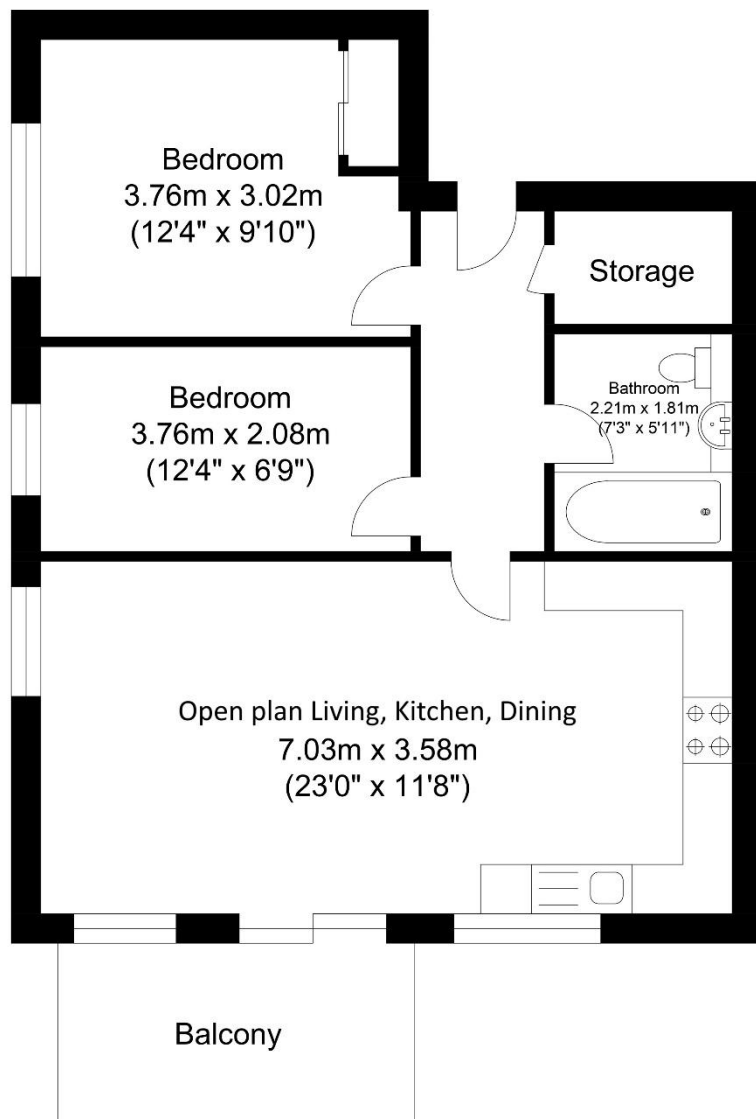 Bedroom
3.76m x 3.02m
(12'4" x 9'10")
Storage
Bedroom
3.76m x 2.08m
(12'4" x 6'9")
Bathroom
2.21m x 1.81m
(7'3" x 5'11")
Open plan Living, Kitchen, Dining
7.03m x 3.58m
(23'0" x 11'8")
Balcony